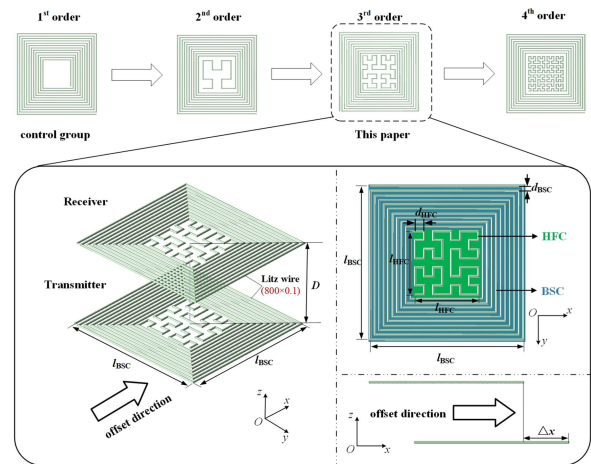 1st order
2nd order
3rd order
4th order
control group
This paper
Receiver
Transmitter
Litz wire
(800×0.1)
D
lBSC
lBSC
offset direction
z
x
O
y
dBSC
dHFC
HFC
lBSC
lHFC
BSC
lHFC
O
x
lBSC
y
offset direction
△x
z
O
x